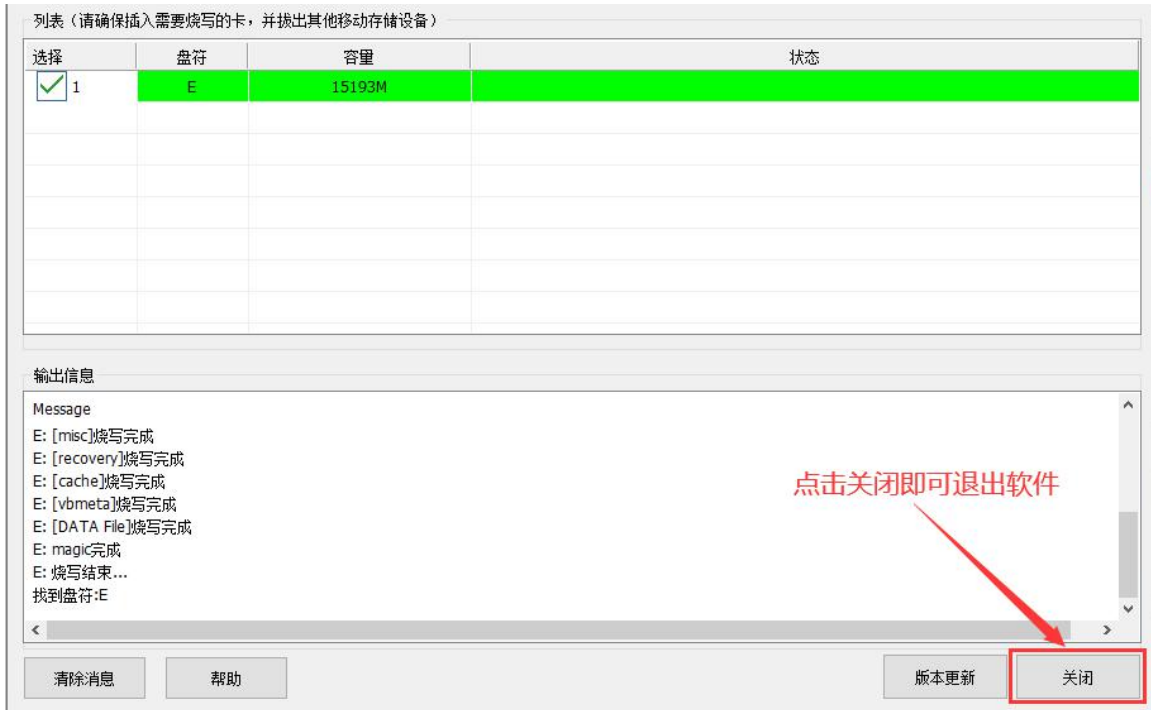 列表（请确保插入需要烧写的卡，并拔出其他移动存储设备）
选择 盘符 容量 状态
1 E 15193M
输出信息
Message
E: [misc]烧写完成
E: [recovery]烧写完成
E: [cache]烧写完成
E: [vbmeta]烧写完成
E: [DATA File]烧写完成
E: magic完成
E: 烧写结束...
找到盘符:E
点击关闭即可退出软件
清除消息 帮助 版本更新 关闭